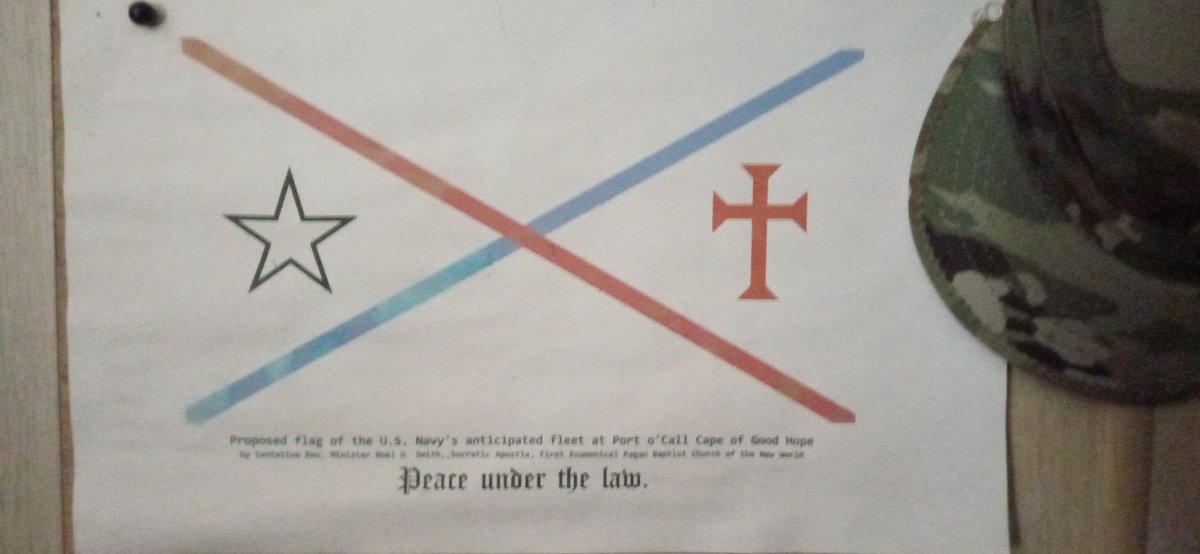 Proposed flag of the U.S. Navy's anticipated fleet at Port o'Call Cape of Good Hope
by tentative Rev. Minister Noel G. Smith, Socratic Apostle, First Ecumenical Pagan Baptist Church of the New World
Peace under the law.